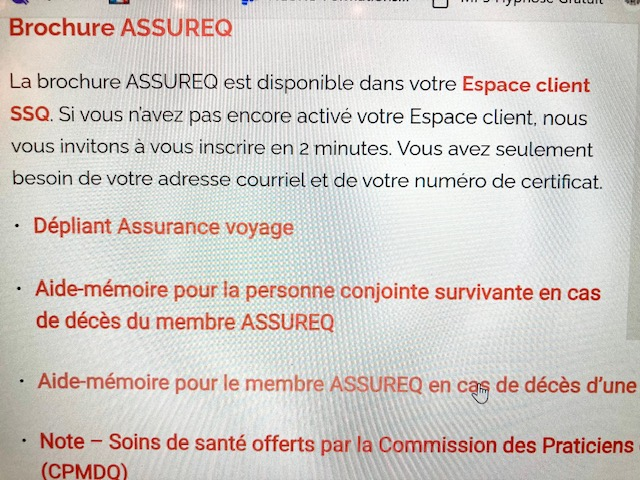 MP3 Hypnose Gratuit
Brochure ASSUREQ
La brochure ASSUREQ est disponible dans votre Espace client
SSQ. Si vous n'avez pas encore activé votre Espace client, nous
vous invitons à vous inscrire en 2 minutes. Vous avez seulement
besoin de votre adresse courriel et de votre numéro de certificat.
• Dépliant Assurance voyage
• Aide-mémoire pour la personne conjointe survivante en cas
de décès du membre ASSUREQ
• Aide-mémoire pour le membre ASSUREQ en cas de décès d'une
• Note – Soins de santé offerts par la Commission des Praticiens
(CPMDQ)